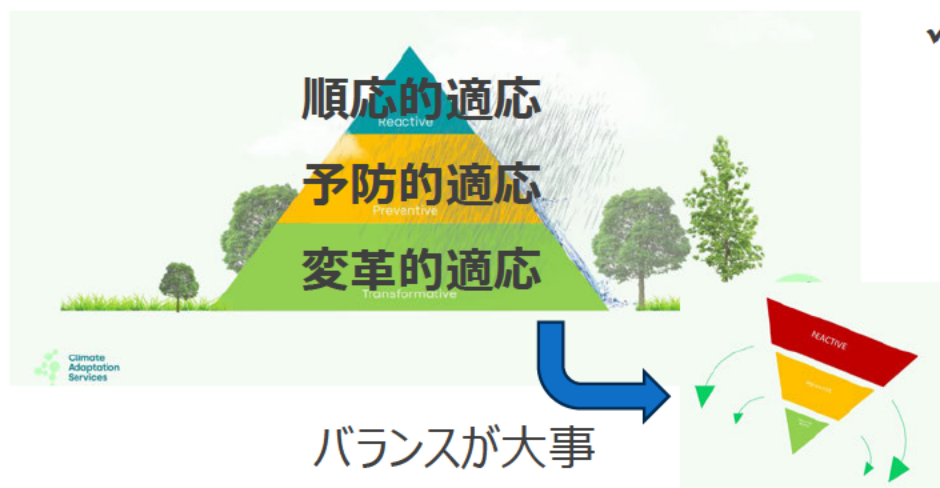 順応的適応
Reactive
予防的適応
Preventive
変革的適応
Transformative
Climate
Adaptation
Services
REACTIVE
バランスが大事